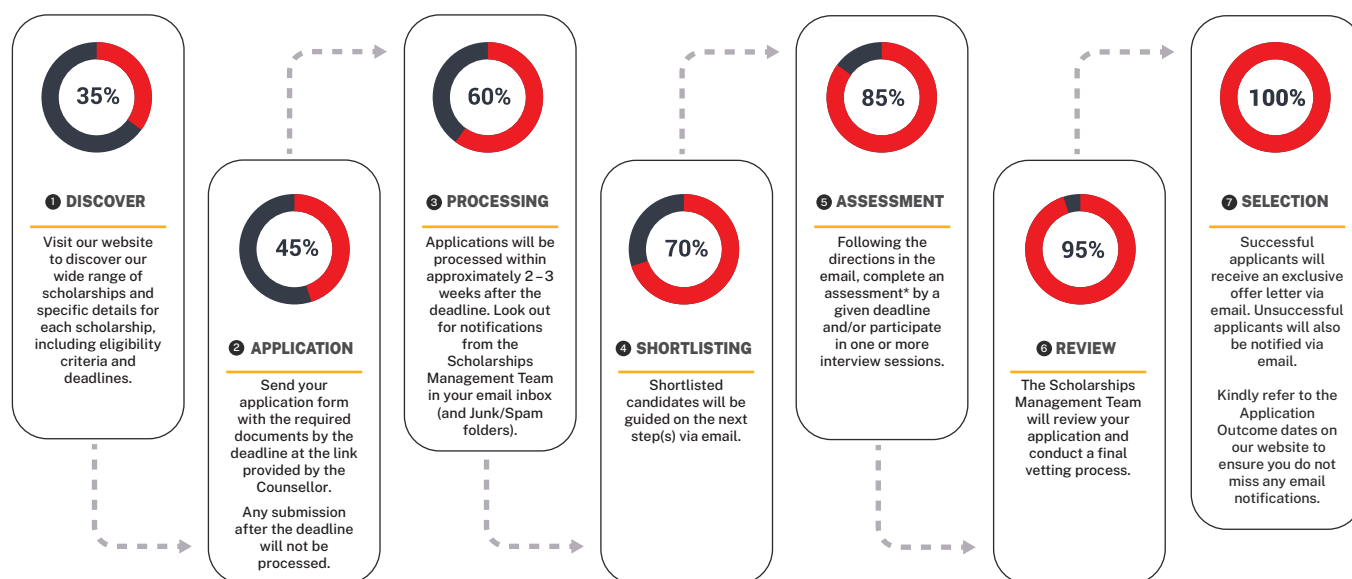 35%
1 DISCOVER
Visit our website
to discover our
wide range of
scholarships and
specific details for
each scholarship,
including eligibility
criteria and
deadlines.
45%
2 APPLICATION
Send your
application form
with the required
documents by the
deadline at the link
provided by the
Counsellor.
Any submission
after the deadline
will not be
processed.
60%
3 PROCESSING
Applications will be
processed within
approximately 2–3
weeks after the
deadline. Look out
for notifications
from the
Scholarships
Management Team
in your email inbox
(and Junk/Spam
folders).
70%
4 SHORTLISTING
Shortlisted
candidates will be
guided on the next
step(s) via email.
85%
5 ASSESSMENT
Following the
directions in the
email, complete an
assessment* by a
given deadline
and/or participate
in one or more
interview sessions.
95%
6 REVIEW
The Scholarships
Management Team
will review your
application and
conduct a final
vetting process.
100%
7 SELECTION
Successful
applicants will
receive an exclusive
offer letter via
email. Unsuccessful
applicants will also
be notified via
email.
Kindly refer to the
Application
Outcome dates on
our website to
ensure you do not
miss any email
notifications.